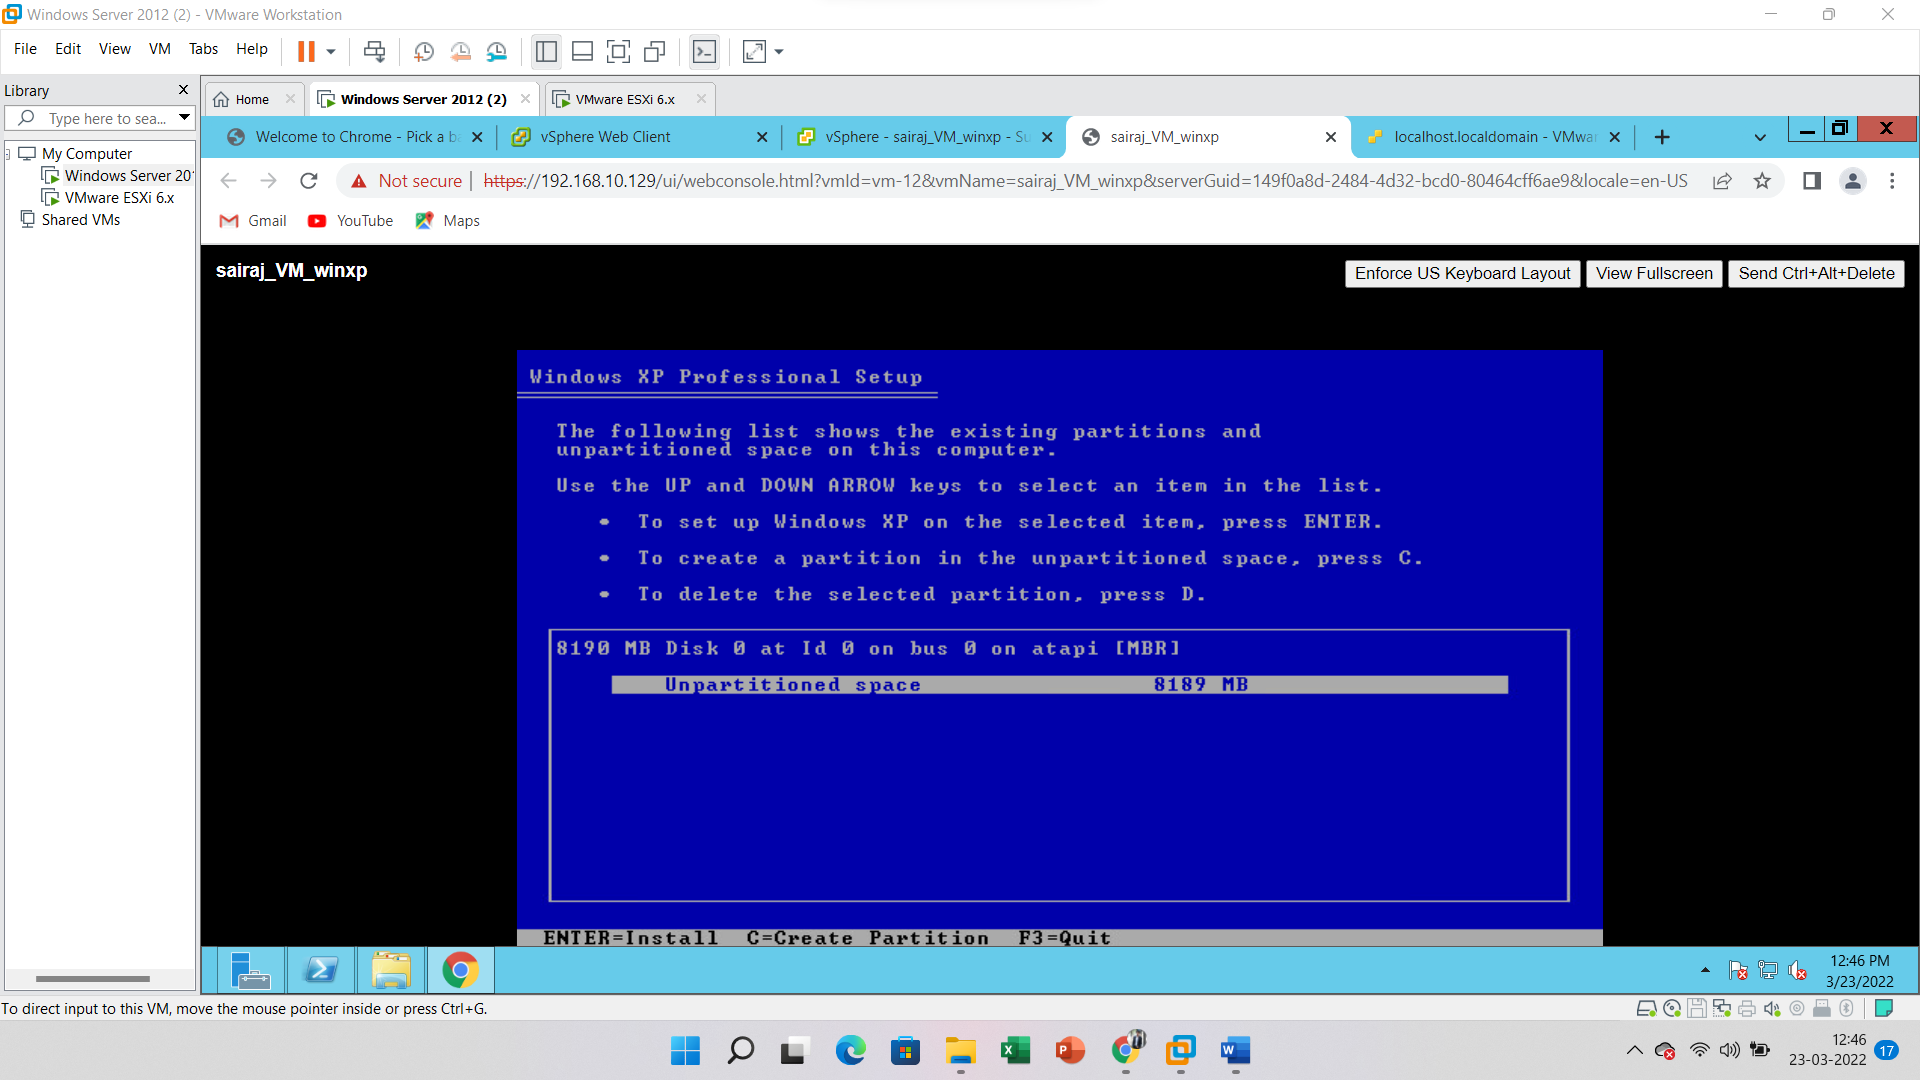 Windows Server 2012 (2) - VMware Workstation
File Edit View VM Tabs Help
Library
Type here to sea...
My Computer
Windows Server 20
VMware ESXi 6.x
Shared VMs
Home
Windows Server 2012 (2)
VMware ESXi 6.x
Welcome to Chrome - Pick a b
vSphere Web Client
vSphere - sairaj_VM_winxp - Su
sairaj_VM_winxp
localhost.localdomain - VMwar
Not secure
https://192.168.10.129/ui/webconsole.html?vmId=vm-12&vmName=sairaj_VM_winxp&serverGuid=149f0a8d-2484-4d32-bcd0-80464cff6ae9&locale=en-US
Gmail
YouTube
Maps
sairaj_VM_winxp
Enforce US Keyboard Layout
View Fullscreen
Send Ctrl+Alt+Delete
Windows XP Professional Setup
The following list shows the existing partitions and
unpartitioned space on this computer.
Use the UP and DOWN ARROW keys to select an item in the list.
• To set up Windows XP on the selected item, press ENTER.
• To create a partition in the unpartitioned space, press C.
• To delete the selected partition, press D.
8190 MB Disk 0 at Id 0 on bus 0 on atapi [MBR]
Unpartitioned space 8189 MB
ENTER=Install C=Create Partition F3=Quit
12:46 PM
3/23/2022
To direct input to this VM, move the mouse pointer inside or press Ctrl+G.
12:46
23-03-2022
17